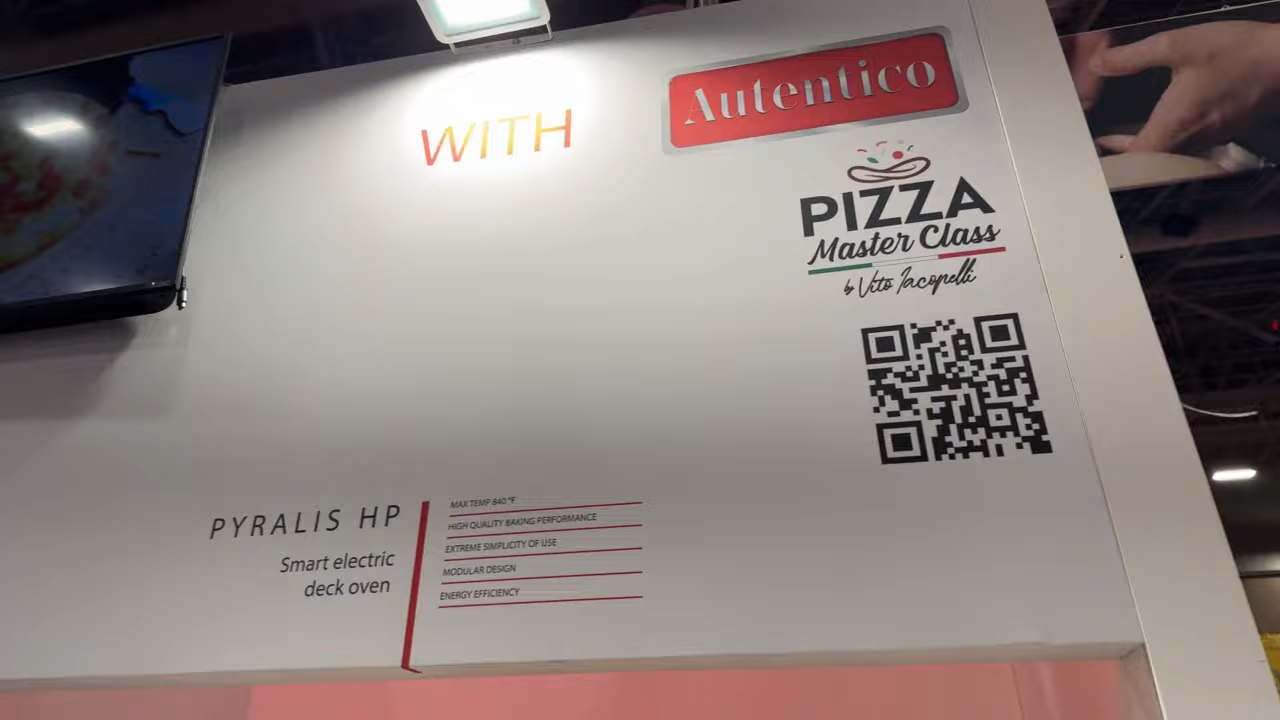 WITH
Autentico
PIZZA
Master Class
by Vito Iacopelli
PYRALIS HP
Smart electric
deck oven
MAX TEMP 840 °F
HIGH QUALITY BAKING PERFORMANCE
EXTREME SIMPLICITY OF USE
MODULAR DESIGN
ENERGY EFFICIENCY